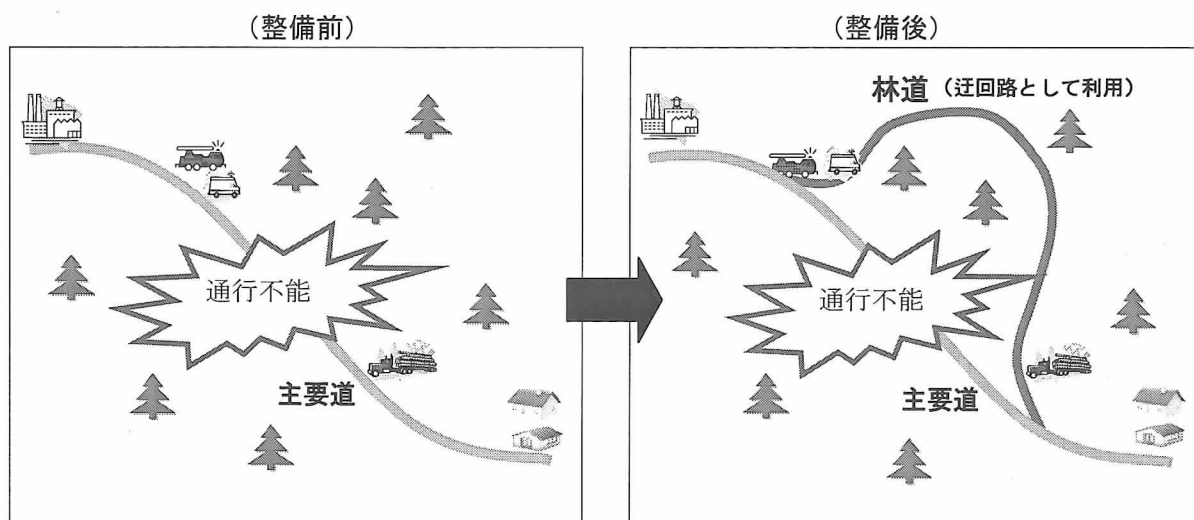 (整備前)
通行不能
主要道
(整備後)
林道 (迂回路として利用)
通行不能
主要道